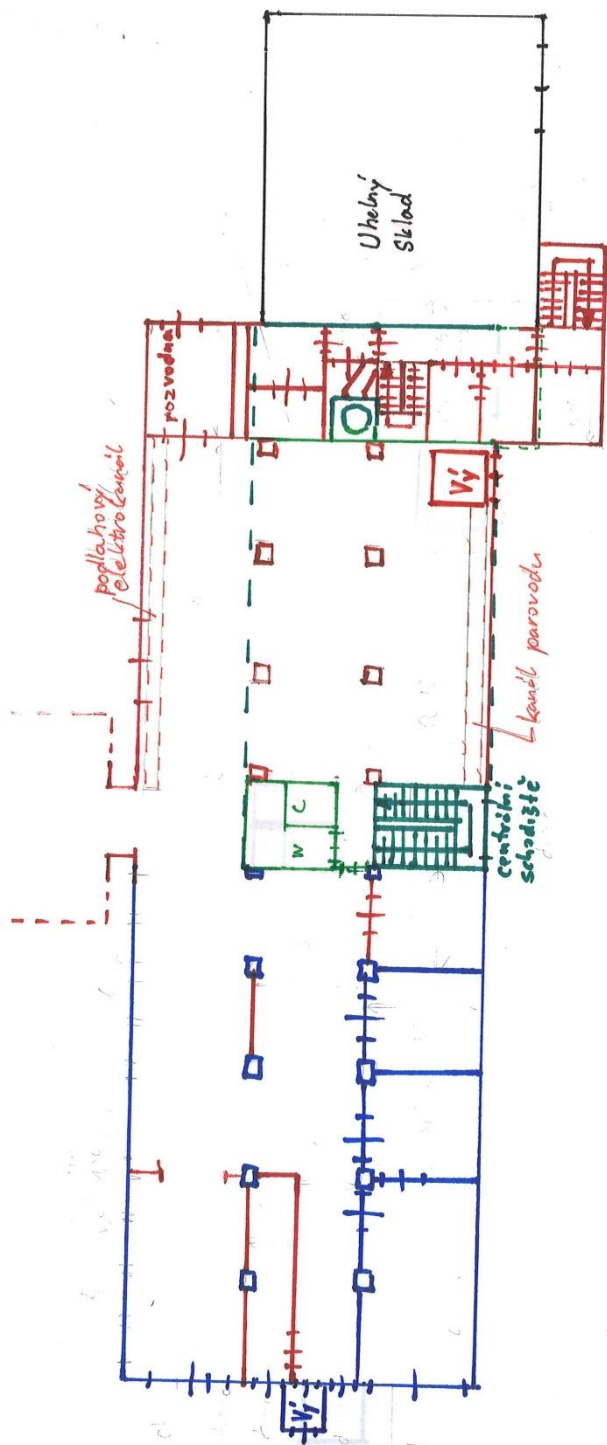 Uhelný
sklad
rozvodna
podlahový
elektrokanál
Vý
kanál parovodu
W C
centrální
schodiště
Vý